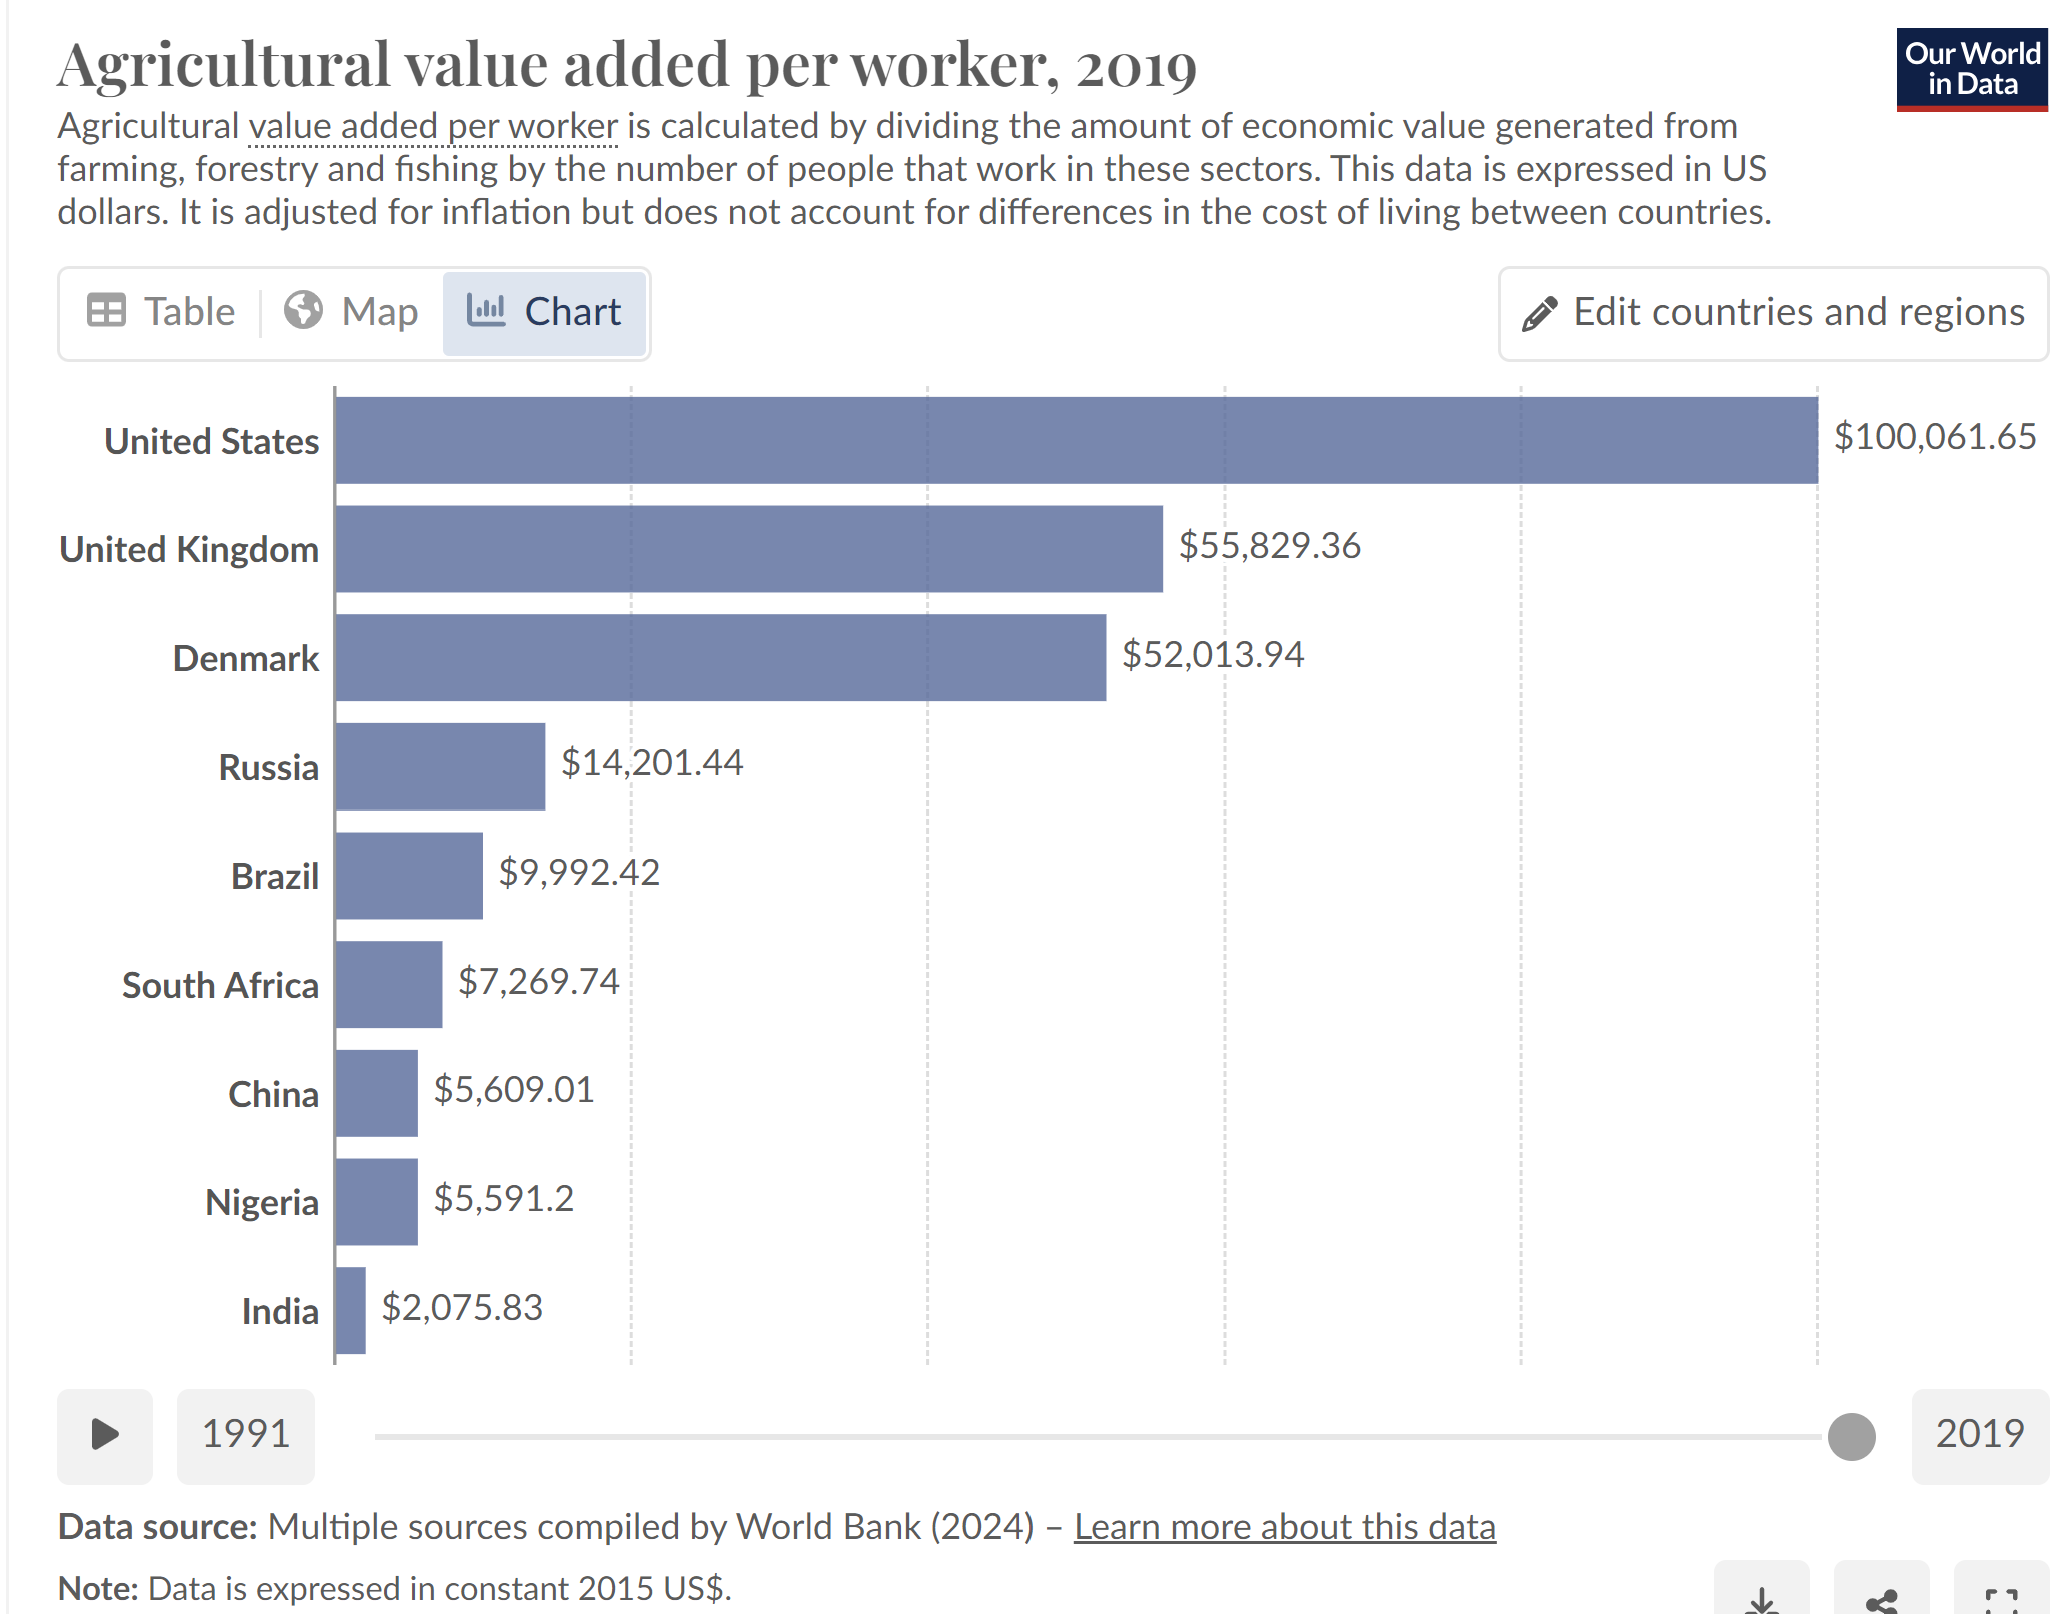 Agricultural value added per worker, 2019
Our World
in Data
Agricultural value added per worker is calculated by dividing the amount of economic value generated from
farming, forestry and fishing by the number of people that work in these sectors. This data is expressed in US
dollars. It is adjusted for inflation but does not account for differences in the cost of living between countries.
Table Map Chart Edit countries and regions
United States $100,061.65
United Kingdom $55,829.36
Denmark $52,013.94
Russia $14,201.44
Brazil $9,992.42
South Africa $7,269.74
China $5,609.01
Nigeria $5,591.2
India $2,075.83
1991 2019
Data source: Multiple sources compiled by World Bank (2024) – Learn more about this data
Note: Data is expressed in constant 2015 US$.